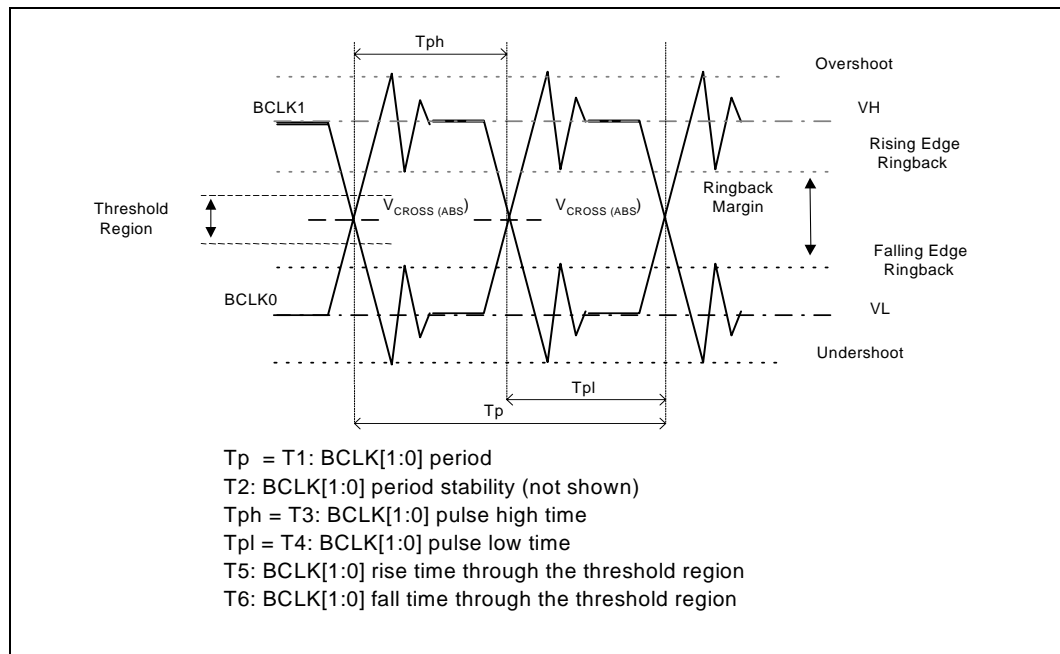 Tph
Overshoot
BCLK1
VH
Rising Edge
Ringback
Threshold
Region
VCROSS (ABS)
VCROSS (ABS)
Ringback
Margin
Falling Edge
Ringback
BCLK0
VL
Undershoot
Tpl
Tp
Tp = T1: BCLK[1:0] period
T2: BCLK[1:0] period stability (not shown)
Tph = T3: BCLK[1:0] pulse high time
Tpl = T4: BCLK[1:0] pulse low time
T5: BCLK[1:0] rise time through the threshold region
T6: BCLK[1:0] fall time through the threshold region